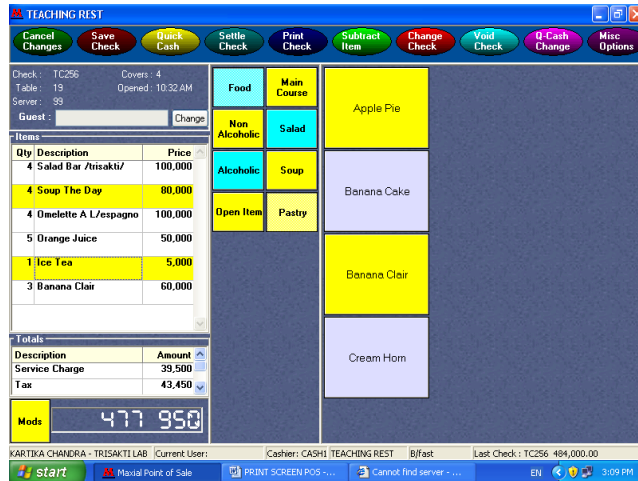 TEACHING REST
Cancel Changes Save Check Quick Cash Settle Check Print Check Subtract Item Change Check Void Check Q-Cash Change Misc Options
Check : TC256 Covers : 4
Table : 19 Opened : 10:32 AM
Server : 99
Guest : Change
Items
Qty Description Price
4 Salad Bar /trisakti/ 100,000
4 Soup The Day 80,000
4 Omelette A L/espagno 100,000
5 Orange Juice 50,000
1 Ice Tea 5,000
3 Banana Clair 60,000
Totals
Description Amount
Service Charge 39,500
Tax 43,450
Mods 477 950
Food Main Course
Non Alcoholic Salad
Alcoholic Soup
Open Item Pastry
Apple Pie
Banana Cake
Banana Clair
Cream Horn
KARTIKA CHANDRA - TRISAKTI LAB Current User: Cashier: CASH1 TEACHING REST B/fast Last Check : TC256 484,000.00
start Maxial Point of Sale PRINT SCREEN POS -... Cannot find server - ... EN 3:09 PM